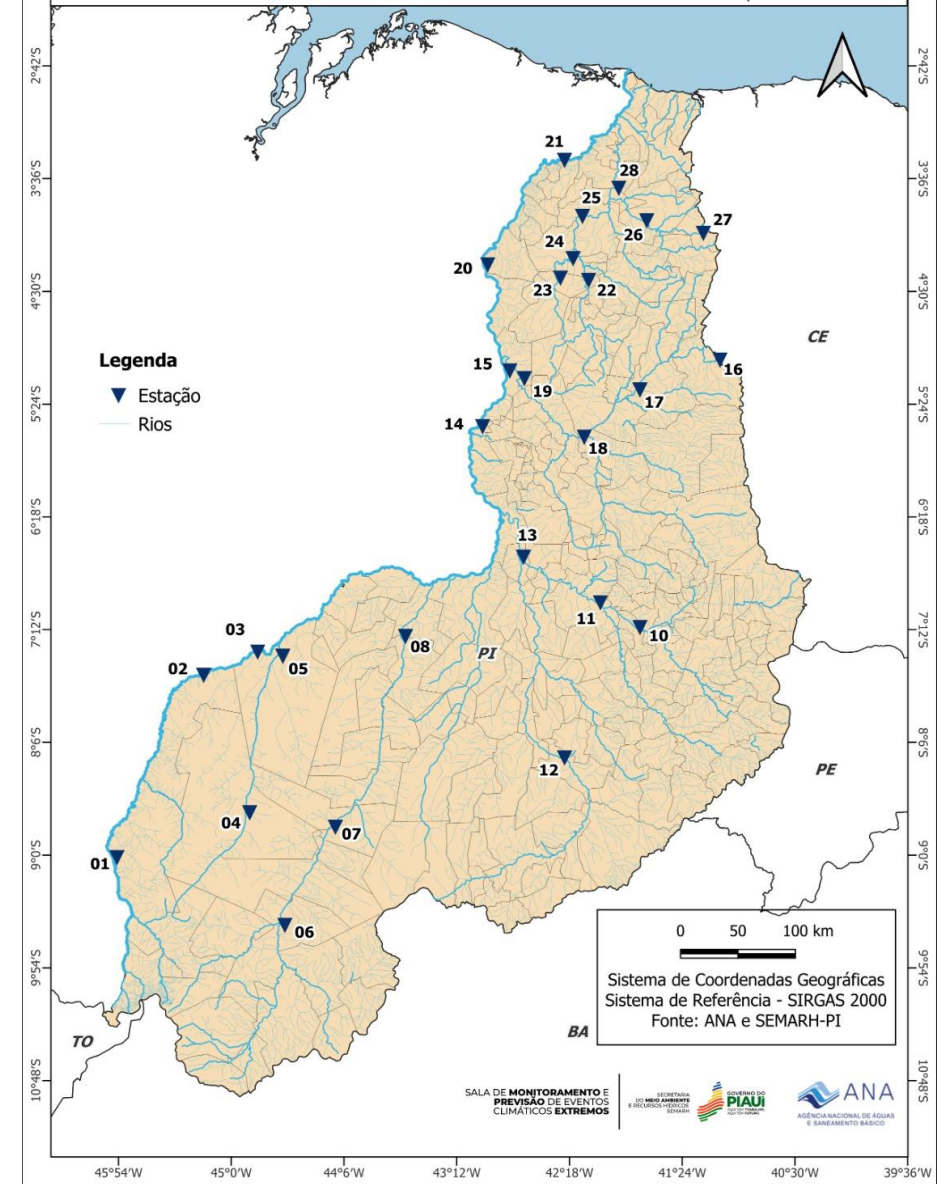 2°42'S
2°42'S
21
3°36'S
28
3°36'S
25
27
26
24
20
23
22
4°30'S
4°30'S
CE
Legenda
15
16
Estação
19
17
5°24'S
5°24'S
Rios
14
18
6°18'S
6°18'S
13
11
10
7°12'S
7°12'S
03
08
PI
02
05
8°6'S
8°6'S
12
PE
04
07
01
9°0'S
9°0'S
06
0 50 100 km
9°54'S
9°54'S
Sistema de Coordenadas Geográficas
Sistema de Referência - SIRGAS 2000
Fonte: ANA e SEMARH-PI
TO
BA
10°48'S
10°48'S
SALA DE MONITORAMENTO E
PREVISÃO DE EVENTOS
CLIMÁTICOS EXTREMOS
SECRETARIA
DO MEIO AMBIENTE
E RECURSOS HÍDRICOS
SEMARH
GOVERNO DO
PIAUÍ
ANA
AGÊNCIA NACIONAL DE ÁGUAS
E SANEAMENTO BÁSICO
45°54'W 45°0'W 44°6'W 43°12'W 42°18'W 41°24'W 40°30'W 39°36'W